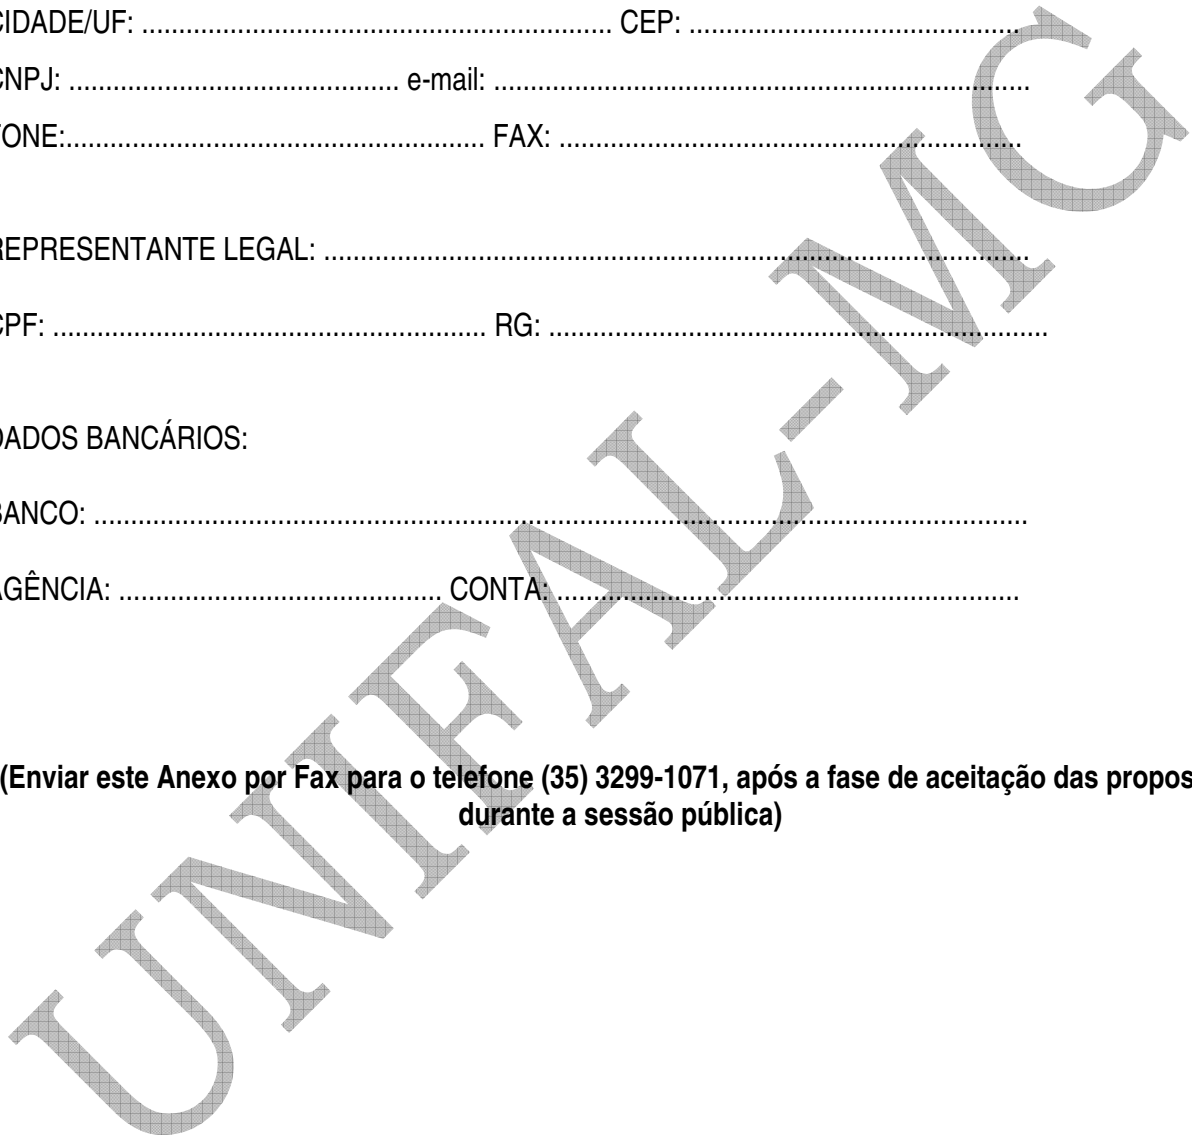 CIDADE/UF: ................................................................ CEP: .............................................
CNPJ: ............................................. e-mail: .........................................................................
FONE:......................................................... FAX: ...............................................................
REPRESENTANTE LEGAL: ................................................................................................
CPF: ........................................................... RG: ....................................................................
DADOS BANCÁRIOS:
BANCO: ...............................................................................................................................
AGÊNCIA: ............................................ CONTA: ...............................................................
(Enviar este Anexo por Fax para o telefone (35) 3299-1071, após a fase de aceitação das propos
durante a sessão pública)
UNIFAL-MG